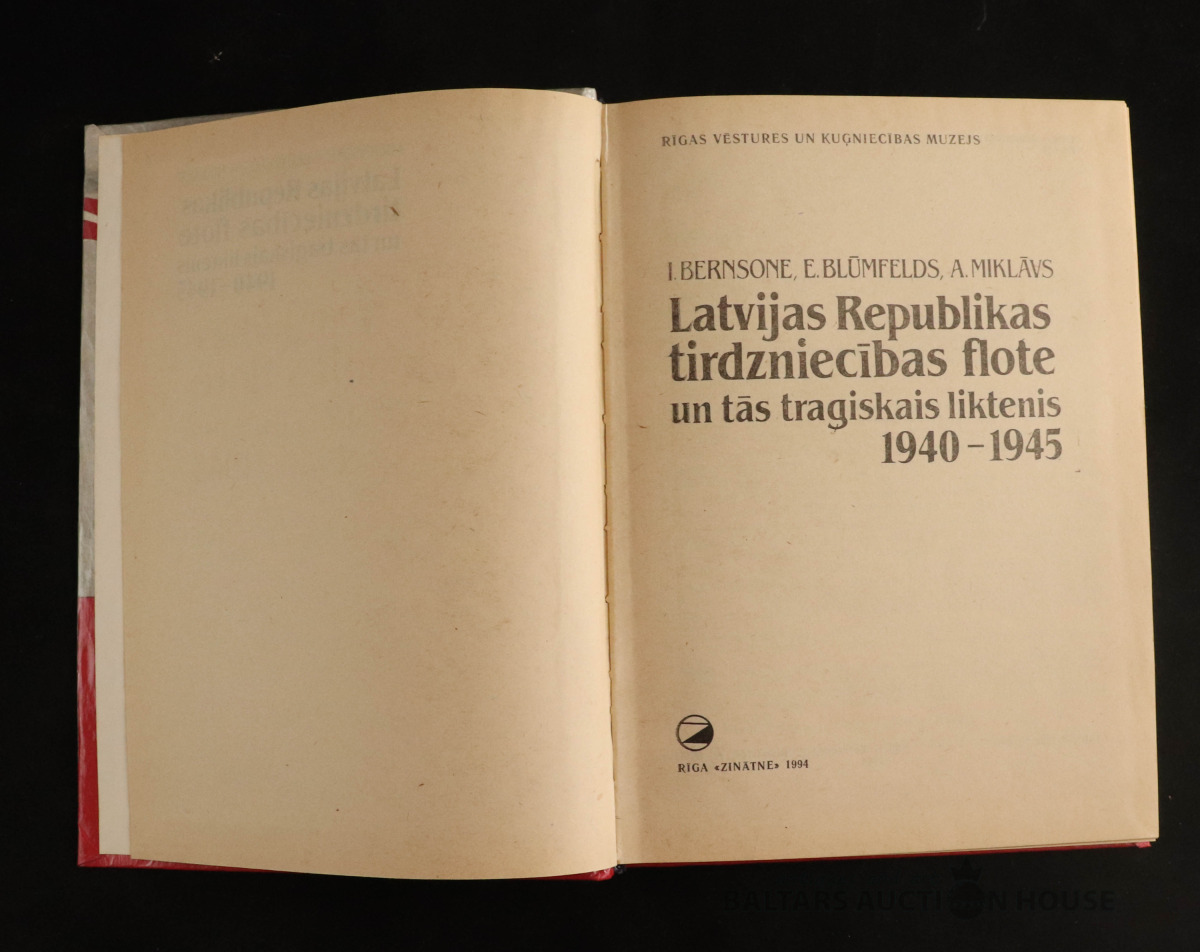 RĪGAS VĒSTURES UN KUĢNIECĪBAS MUZEJS
I. BERNSONE, E. BLŪMFELDS, A. MIKLĀVS
Latvijas Republikas
tirdzniecības flote
un tās traģiskais liktenis
1940–1945
RĪGA «ZINĀTNE» 1994
BALTARS AUCTION HOUSE